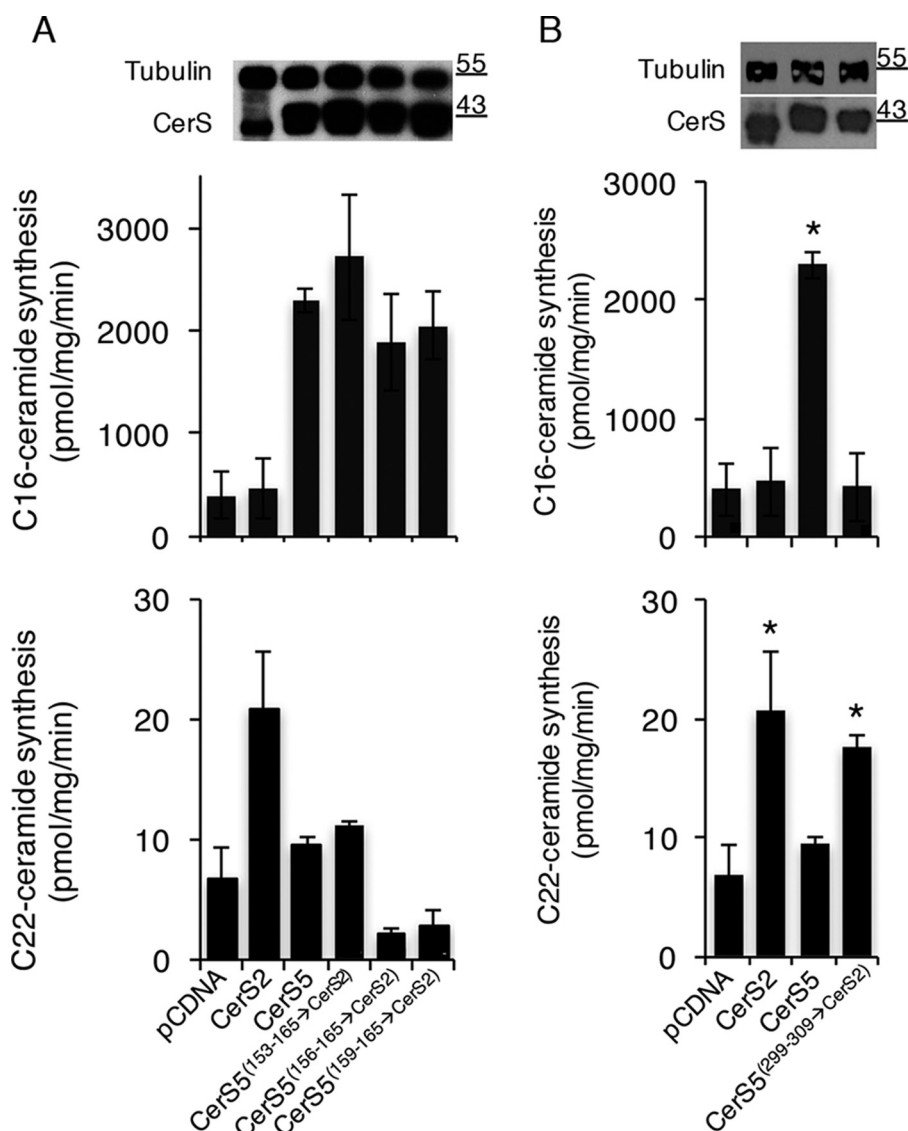 A
Tubulin
55
CerS
43
C16-ceramide synthesis
(pmol/mg/min)
3000
2000
1000
0
C22-ceramide synthesis
(pmol/mg/min)
30
20
10
0
pCDNA
CerS2
CerS5
CerS5(153-165→CerS2)
CerS5(156-165→CerS2)
CerS5(159-165→CerS2)
B
Tubulin
55
CerS
43
C16-ceramide synthesis
(pmol/mg/min)
3000
2000
1000
0
*
C22-ceramide synthesis
(pmol/mg/min)
30
20
10
0
*
*
pCDNA
CerS2
CerS5
CerS5(299-309→CerS2)